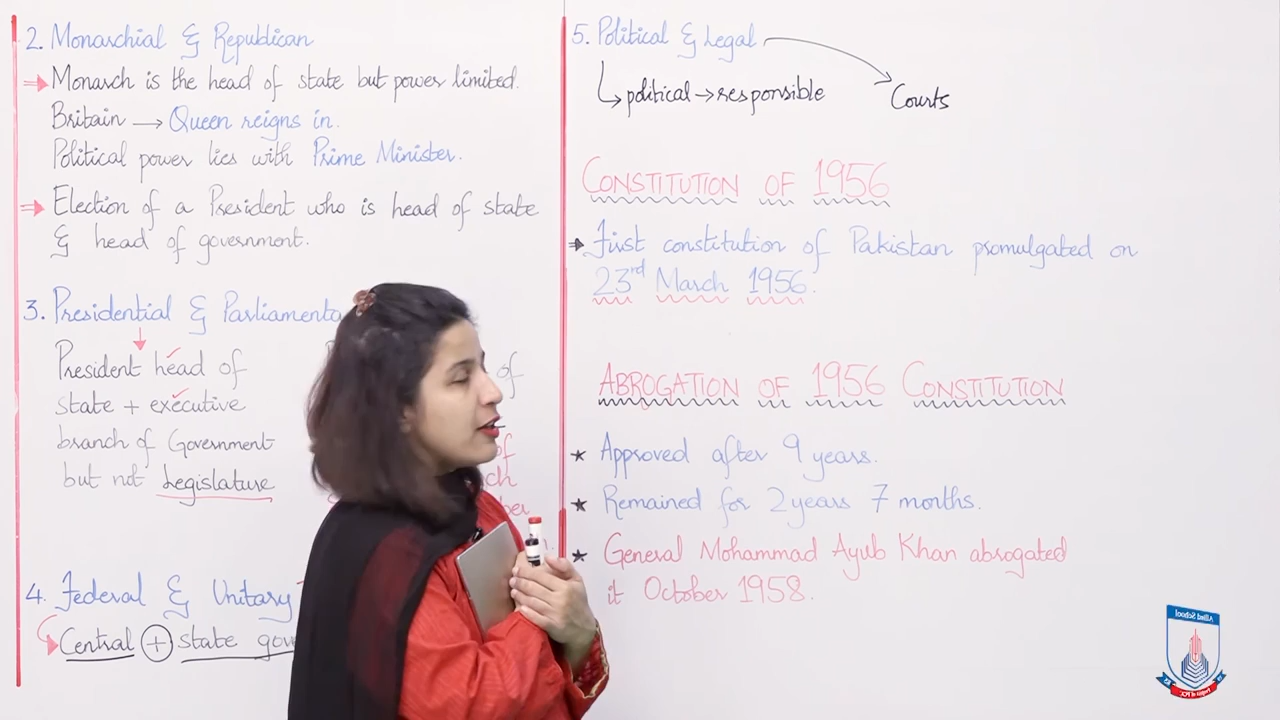 2. Monarchial & Republican
⇒ Monarch is the head of state but power limited.
Britain → Queen reigns in.
Political power lies with Prime Minister.
⇒ Election of a President who is head of state
& head of government.
3. Presidential & Parliamenta
President head of
state + executive
branch of Government
but not Legislature
of
of
4. Federal & Unitary
Central + state gov
5. Political & Legal
political → responsible
Courts
CONSTITUTION OF 1956
First constitution of Pakistan promulgated on
23rd March 1956.
ABROGATION OF 1956 CONSTITUTION
★ Approved after 9 years.
★ Remained for 2 years 7 months.
★ General Mohammad Ayub Khan abrogated
it October 1958.
Allied School